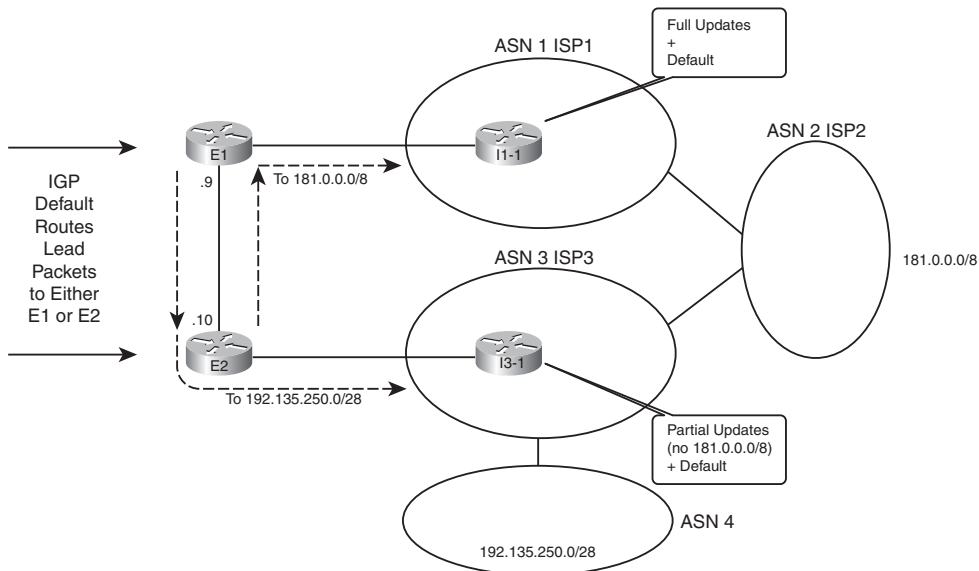 Full Updates
+
Default
ASN 1 ISP1
ASN 2 ISP2
E1
I1-1
.9
To 181.0.0.0/8
IGP
Default
Routes
Lead
Packets
to Either
E1 or E2
181.0.0.0/8
ASN 3 ISP3
.10
E2
I3-1
To 192.135.250.0/28
Partial Updates
(no 181.0.0.0/8)
+ Default
ASN 4
192.135.250.0/28